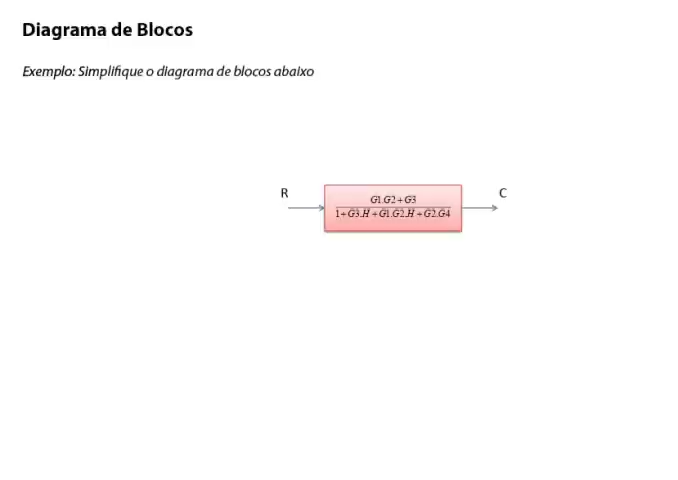 Diagrama de Blocos
Exemplo: Simplifique o diagrama de blocos abaixo
R
C
G1.G2+G3
1+G3.H+G1.G2.H+G2.G4